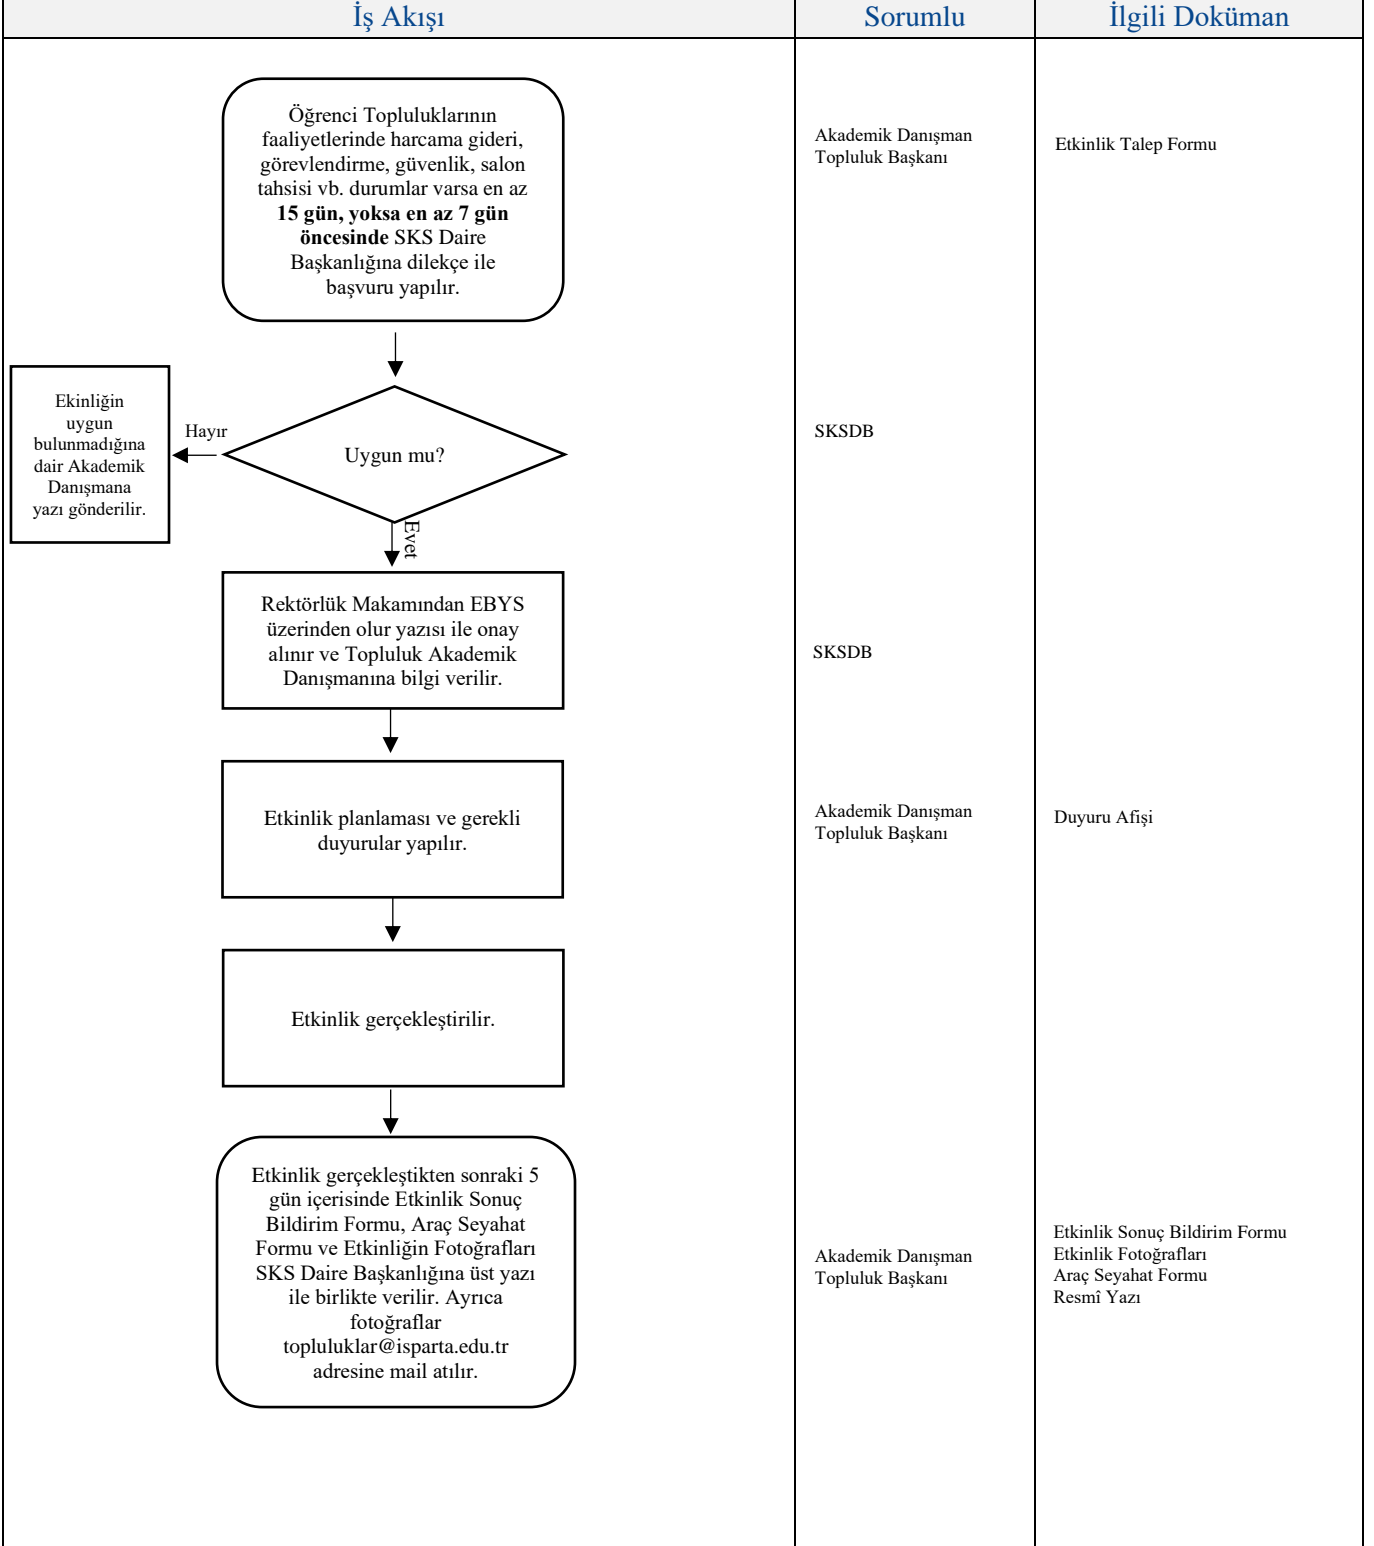 İş Akışı
Sorumlu
İlgili Doküman
Öğrenci Topluluklarının
faaliyetlerinde harcama gideri,
görevlendirme, güvenlik, salon
tahsisi vb. durumlar varsa en az
15 gün, yoksa en az 7 gün
öncesinde SKS Daire
Başkanlığına dilekçe ile
başvuru yapılır.
Akademik Danışman
Topluluk Başkanı
Etkinlik Talep Formu
Ekinliğin
uygun
bulunmadığına
dair Akademik
Danışmana
yazı gönderilir.
Hayır
Uygun mu?
SKSDB
Evet
Rektörlük Makamından EBYS
üzerinden olur yazısı ile onay
alınır ve Topluluk Akademik
Danışmanına bilgi verilir.
SKSDB
Etkinlik planlaması ve gerekli
duyurular yapılır.
Akademik Danışman
Topluluk Başkanı
Duyuru Afişi
Etkinlik gerçekleştirilir.
Etkinlik gerçekleştikten sonraki 5
gün içerisinde Etkinlik Sonuç
Bildirim Formu, Araç Seyahat
Formu ve Etkinliğin Fotoğrafları
SKS Daire Başkanlığına üst yazı
ile birlikte verilir. Ayrıca
fotoğraflar
topluluklar@isparta.edu.tr
adresine mail atılır.
Akademik Danışman
Topluluk Başkanı
Etkinlik Sonuç Bildirim Formu
Etkinlik Fotoğrafları
Araç Seyahat Formu
Resmî Yazı